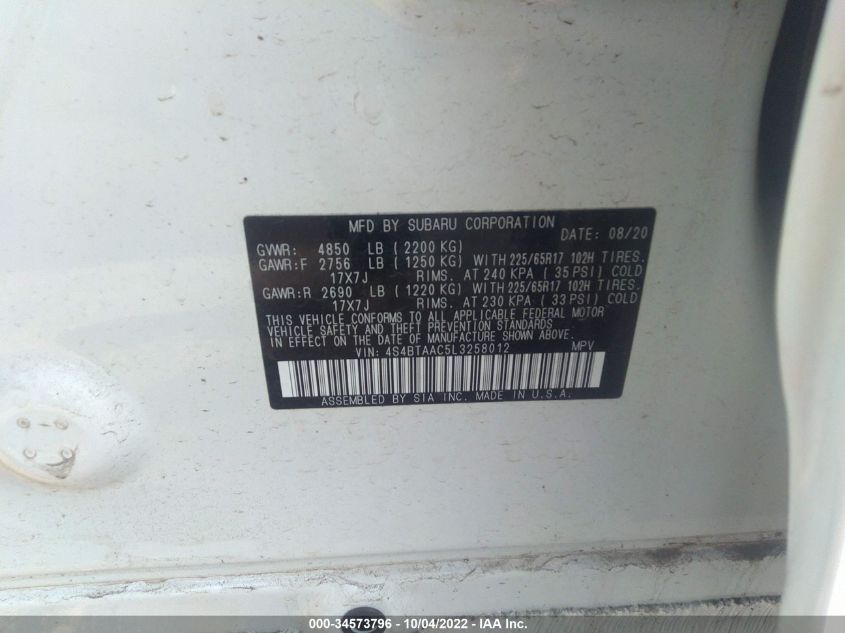 MFD BY SUBARU CORPORATION
DATE: 08/20
GVWR: 4850 LB (2200 KG)
GAWR:F 2756 LB (1250 KG) WITH 225/65R17 102H TIRES.
17X7J RIMS. AT 240 KPA (35 PSI) COLD
GAWR:R 2690 LB (1220 KG) WITH 225/65R17 102H TIRES.
17X7J RIMS. AT 230 KPA (33 PSI) COLD
THIS VEHICLE CONFORMS TO ALL APPLICABLE FEDERAL MOTOR
VEHICLE SAFETY AND THEFT PREVENTION STANDARDS
IN EFFECT ON THE DATE OF MANUFACTURE SHOWN ABOVE.
VIN: 4S4BTAAC5L3258012 MPV
ASSEMBLED BY SIA INC. MADE IN U.S.A.
000-34573796 - 10/04/2022 - IAA Inc.